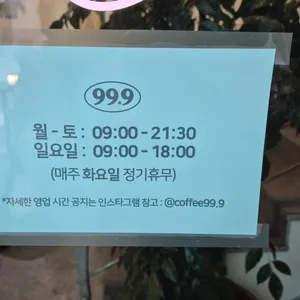 99.9
월 - 토 : 09:00 - 21:30
일요일 : 09:00 - 18:00
(매주 화요일 정기휴무)
*자세한 영업 시간 공지는 인스타그램 참고 : @coffee99.9